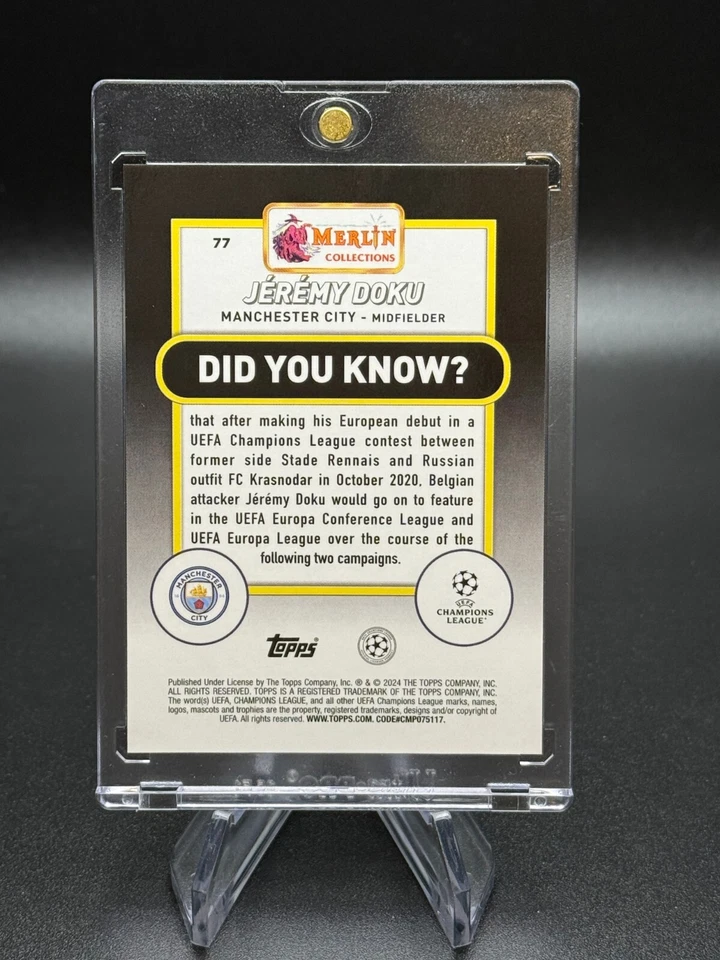 77
MERLIN
COLLECTIONS
JÉRÉMY DOKU
MANCHESTER CITY - MIDFIELDER
DID YOU KNOW?
that after making his European debut in a
UEFA Champions League contest between
former side Stade Rennais and Russian
outfit FC Krasnodar in October 2020, Belgian
attacker Jérémy Doku would go on to feature
in the UEFA Europa Conference League and
UEFA Europa League over the course of the
following two campaigns.
MANCHESTER
CITY
UEFA
CHAMPIONS
LEAGUE®
topps®
Published Under License by The Topps Company, Inc. ® & © 2024 THE TOPPS COMPANY, INC.
ALL RIGHTS RESERVED. TOPPS IS A REGISTERED TRADEMARK OF THE TOPPS COMPANY, INC.
The word(s) UEFA, CHAMPIONS LEAGUE, and all other UEFA Champions League marks, names,
logos, mascots and trophies are the property, registered trademarks, designs and/or copyright of
UEFA. All rights reserved. WWW.TOPPS.COM. CODE#CMP075117.